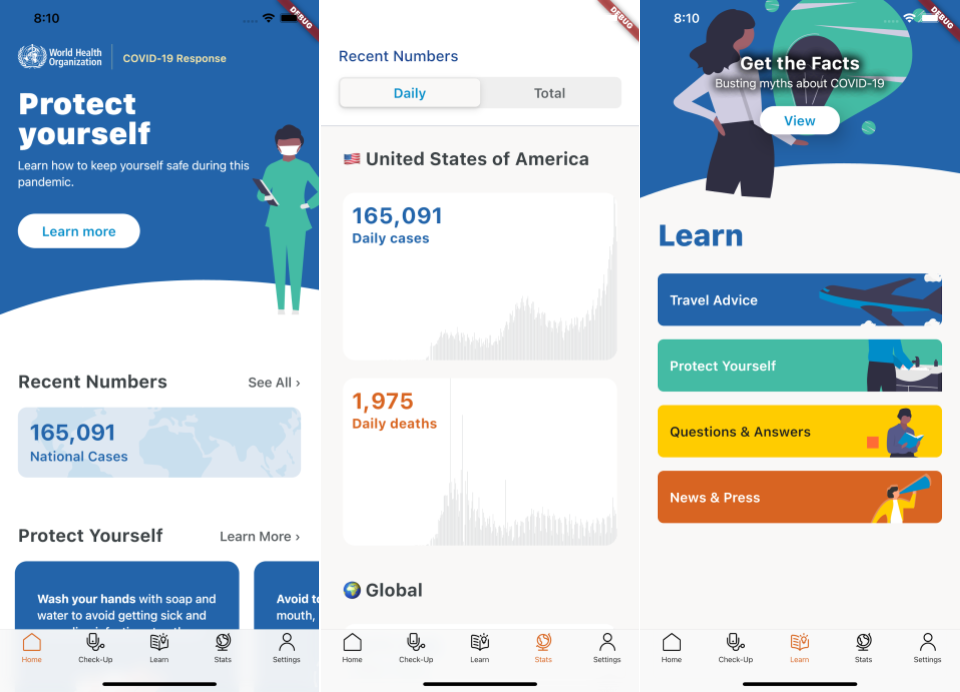 8:10
DEBUG
World Health
Organization
COVID-19 Response
Protect
yourself
Learn how to keep yourself safe during this
pandemic.
Learn more
Recent Numbers
See All ›
165,091
National Cases
Protect Yourself
Learn More ›
Wash your hands with soap and
water to avoid getting sick and
Avoid to
mouth,
Home
Check-Up
Learn
Stats
Settings
DEBUG
Recent Numbers
Daily
Total
United States of America
165,091
Daily cases
1,975
Daily deaths
Global
Home
Check-Up
Learn
Stats
Settings
8:10
DEBUG
Get the Facts
Busting myths about COVID-19
View
Learn
Travel Advice
Protect Yourself
Questions & Answers
News & Press
Home
Check-Up
Learn
Stats
Settings